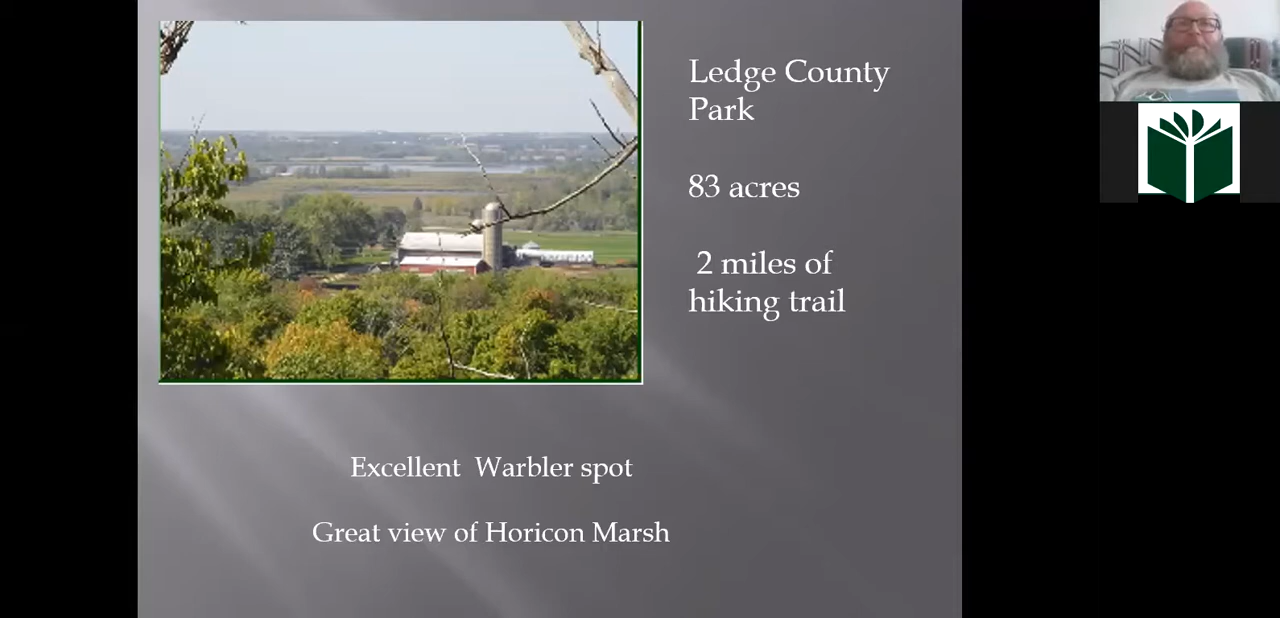 Ledge County
Park
83 acres
2 miles of
hiking trail
Excellent Warbler spot
Great view of Horicon Marsh